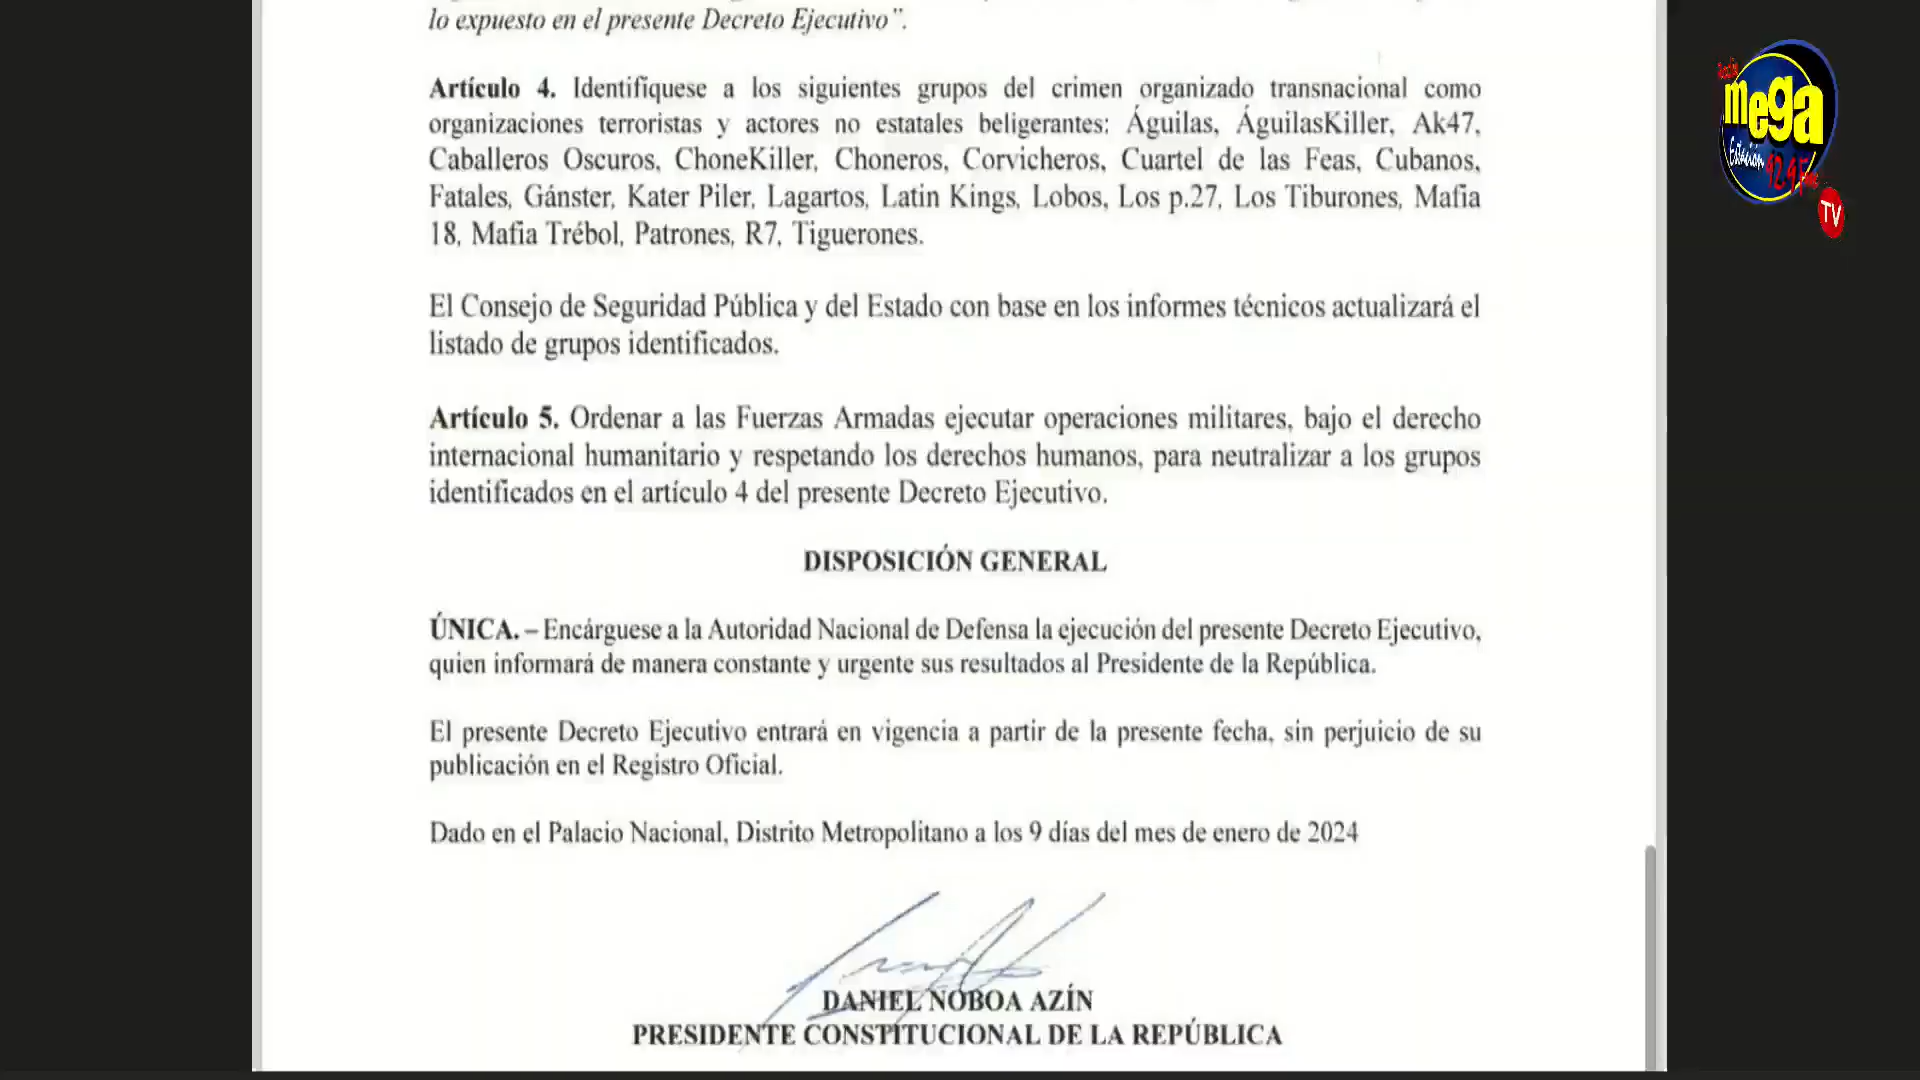 lo expuesto en el presente Decreto Ejecutivo”.
Artículo 4. Identifíquese a los siguientes grupos del crimen organizado transnacional como
organizaciones terroristas y actores no estatales beligerantes: Águilas, ÁguilasKiller, Ak47,
Caballeros Oscuros, ChoneKiller, Choneros, Corvicheros, Cuartel de las Feas, Cubanos,
Fatales, Gánster, Kater Piler, Lagartos, Latin Kings, Lobos, Los p.27, Los Tiburones, Mafia
18, Mafia Trébol, Patrones, R7, Tiguerones.
El Consejo de Seguridad Pública y del Estado con base en los informes técnicos actualizará el
listado de grupos identificados.
Artículo 5. Ordenar a las Fuerzas Armadas ejecutar operaciones militares, bajo el derecho
internacional humanitario y respetando los derechos humanos, para neutralizar a los grupos
identificados en el artículo 4 del presente Decreto Ejecutivo.
DISPOSICIÓN GENERAL
ÚNICA. – Encárguese a la Autoridad Nacional de Defensa la ejecución del presente Decreto Ejecutivo,
quien informará de manera constante y urgente sus resultados al Presidente de la República.
El presente Decreto Ejecutivo entrará en vigencia a partir de la presente fecha, sin perjuicio de su
publicación en el Registro Oficial.
Dado en el Palacio Nacional, Distrito Metropolitano a los 9 días del mes de enero de 2024
DANIEL NOBOA AZÍN
PRESIDENTE CONSTITUCIONAL DE LA REPÚBLICA
mega
Estación
92.9
TV